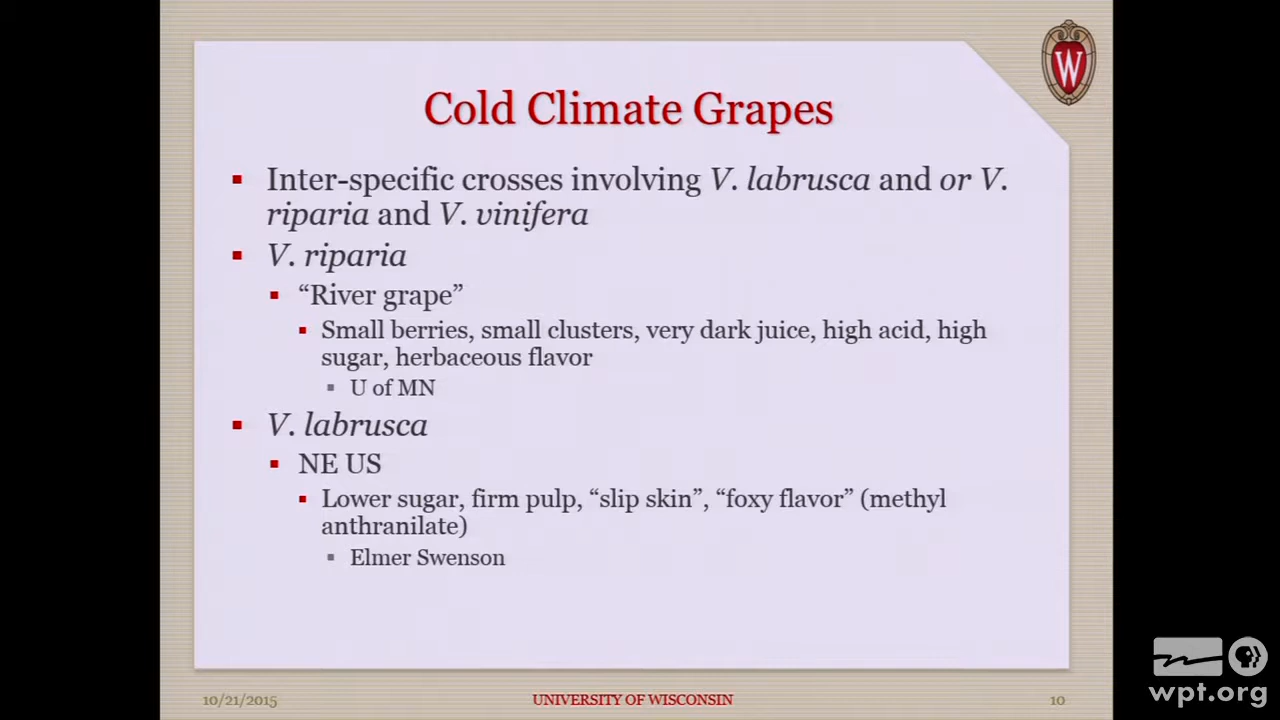 W
Cold Climate Grapes
Inter-specific crosses involving V. labrusca and or V.
riparia and V. vinifera
V. riparia
“River grape”
Small berries, small clusters, very dark juice, high acid, high
sugar, herbaceous flavor
U of MN
V. labrusca
NE US
Lower sugar, firm pulp, “slip skin”, “foxy flavor” (methyl
anthranilate)
Elmer Swenson
10/21/2015
UNIVERSITY OF WISCONSIN
10
wpt.org